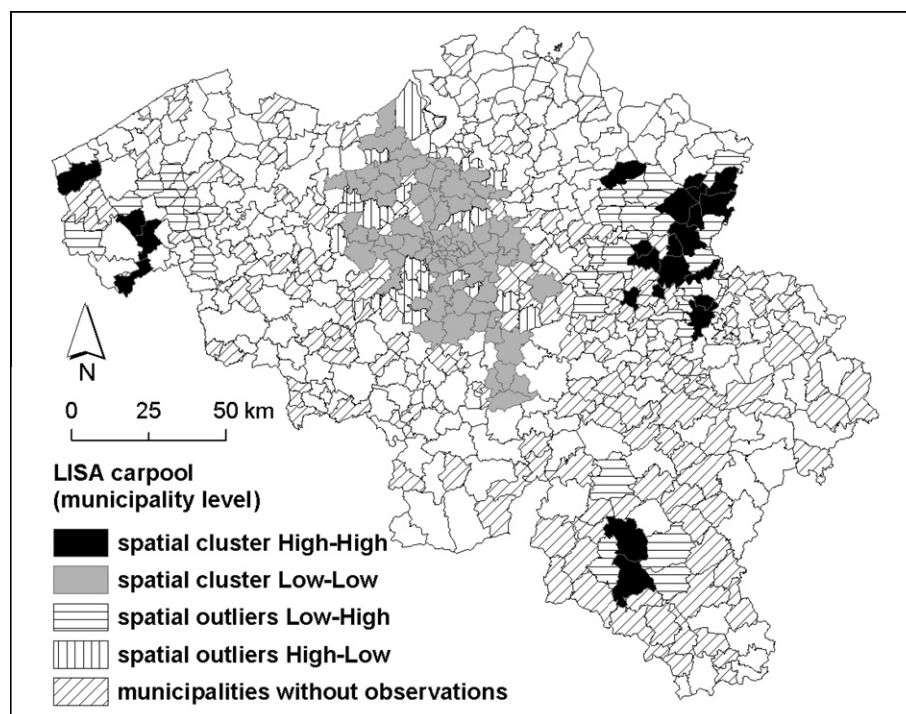 N
0 25 50 km
LISA carpool
(municipality level)
spatial cluster High-High
spatial cluster Low-Low
spatial outliers Low-High
spatial outliers High-Low
municipalities without observations